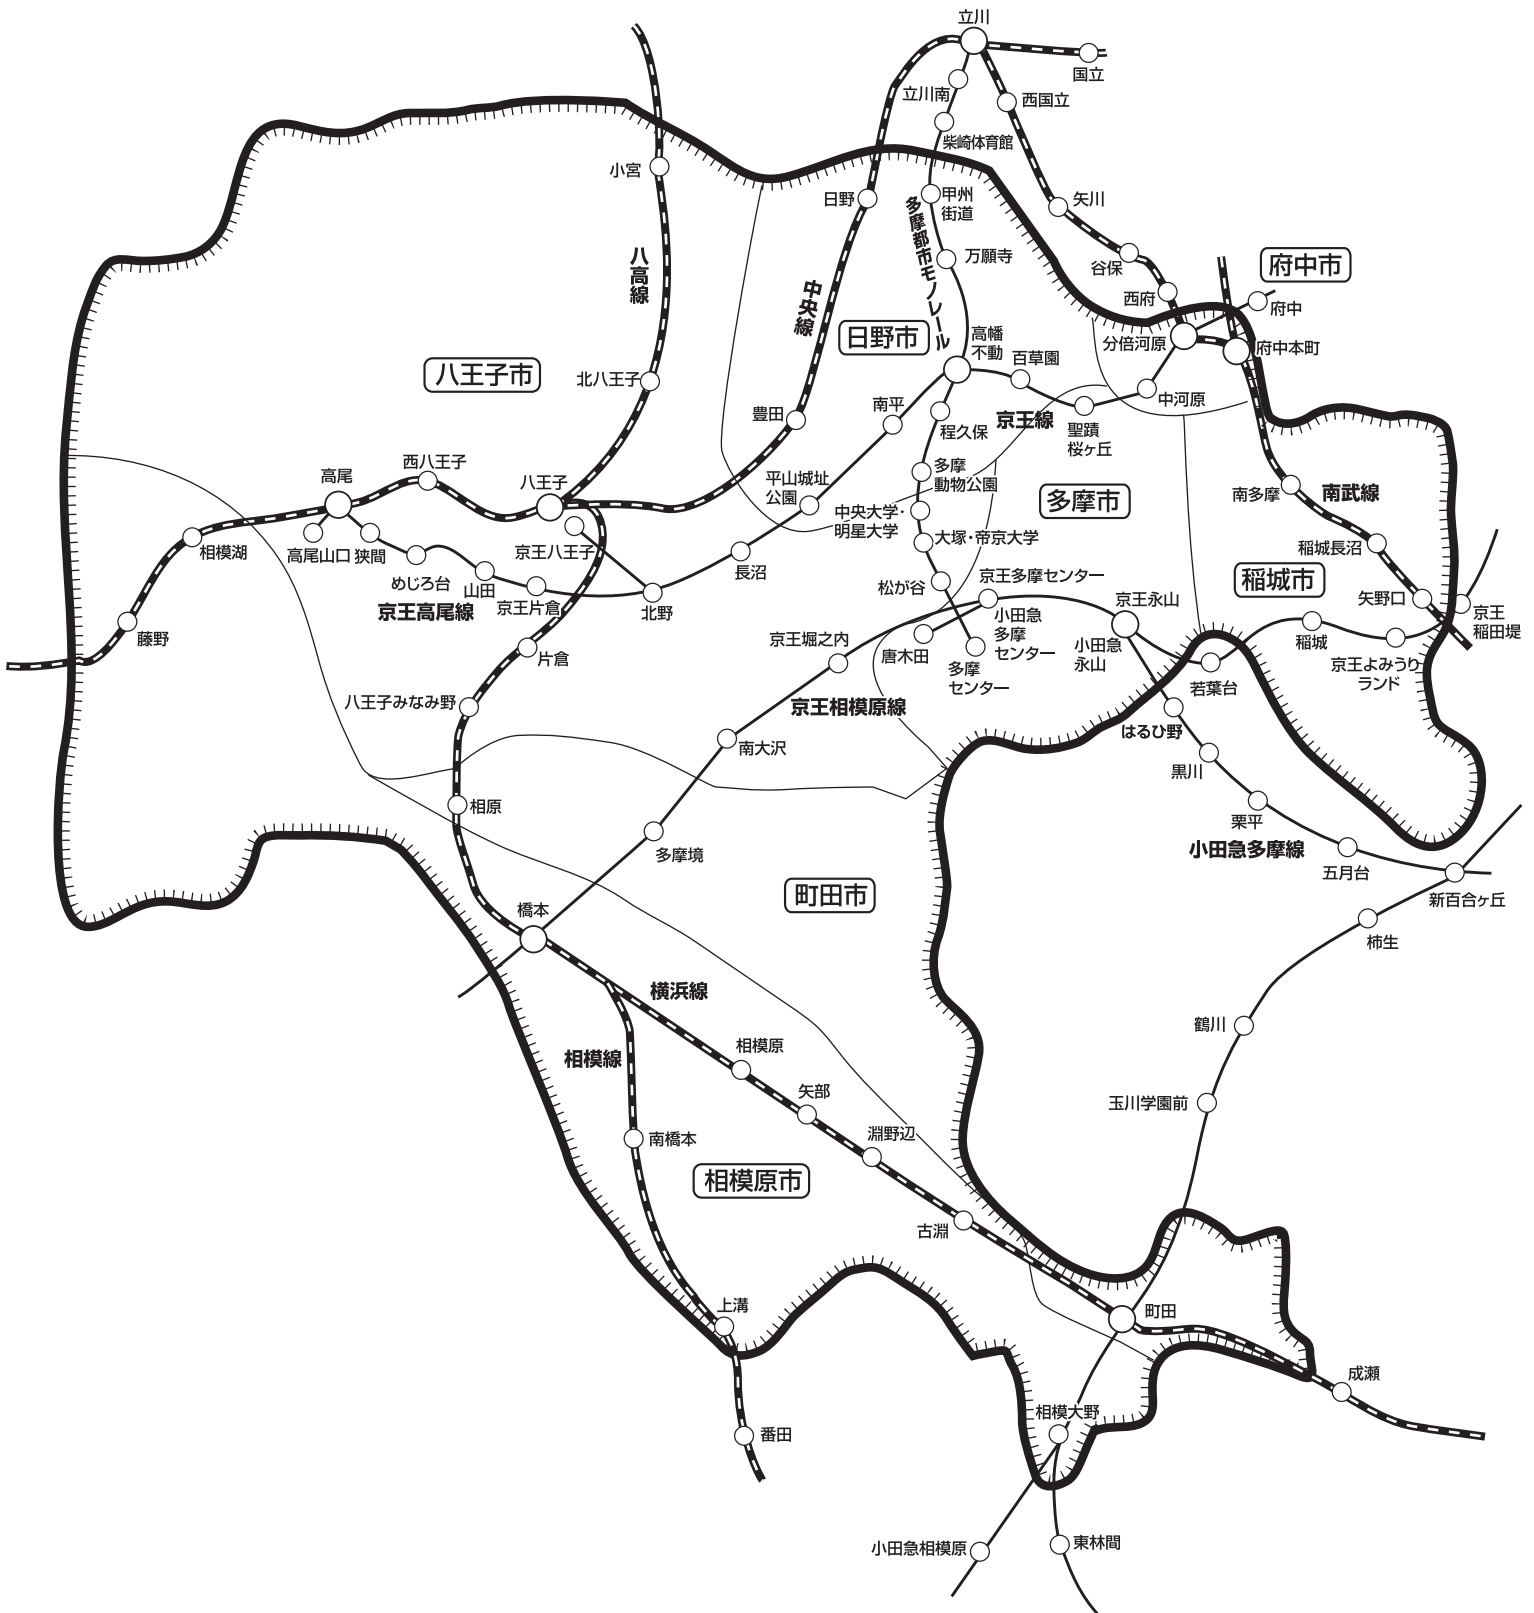 立川
国立
立川南
西国立
柴崎体育館
小宮
日野
甲州
街道
矢川
多摩都市モノレール
万願寺
谷保
八高線
中央線
西府
府中市
府中
日野市
高幡
不動
分倍河原
府中本町
百草園
八王子市
北八王子
豊田
南平
程久保
京王線
聖蹟
桜ヶ丘
中河原
高尾
西八王子
八王子
平山城址
公園
多摩
動物公園
多摩市
南多摩
南武線
相模湖
高尾山口
狭間
めじろ台
山田
京王高尾線
京王片倉
京王八王子
北野
長沼
中央大学・
明星大学
大塚・帝京大学
稲城長沼
松が谷
京王多摩センター
稲城市
矢野口
京王
稲田堤
藤野
片倉
京王堀之内
唐木田
小田急
多摩
センター
多摩
センター
京王永山
小田急
永山
稲城
京王よみうり
ランド
若葉台
八王子みなみ野
京王相模原線
はるひ野
南大沢
黒川
相原
栗平
小田急多摩線
多摩境
五月台
新百合ヶ丘
町田市
橋本
柿生
横浜線
鶴川
相模線
相模原
矢部
玉川学園前
淵野辺
南橋本
相模原市
古淵
上溝
町田
成瀬
相模大野
番田
小田急相模原
東林間